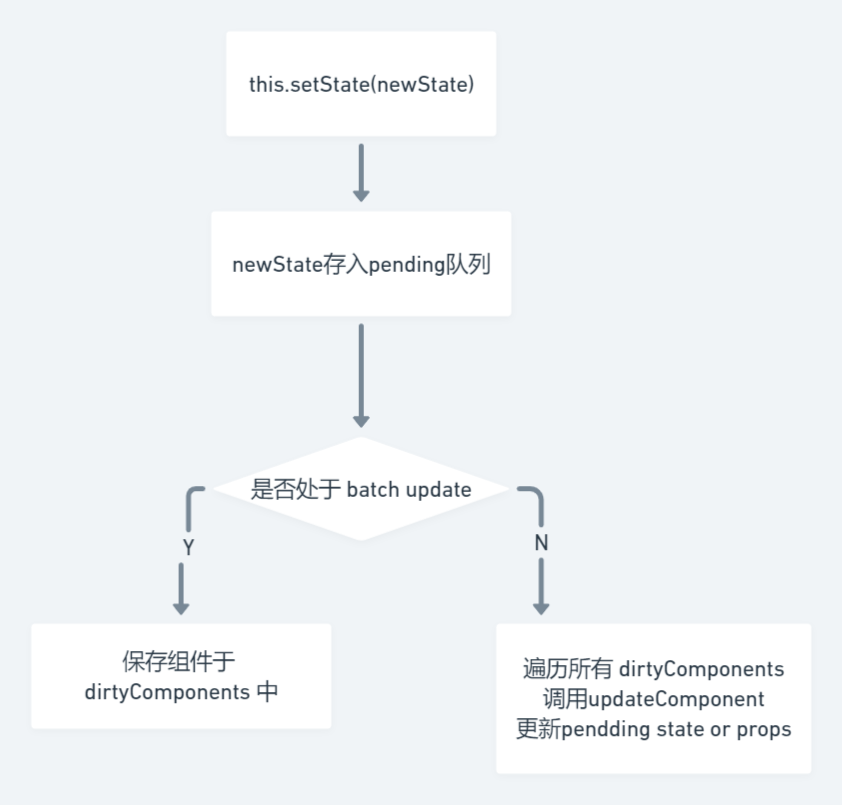 this.setState(newState)
newState存入pending队列
是否处于 batch update
Y
N
保存组件于
dirtyComponents 中
遍历所有 dirtyComponents
调用updateComponent
更新pendding state or props